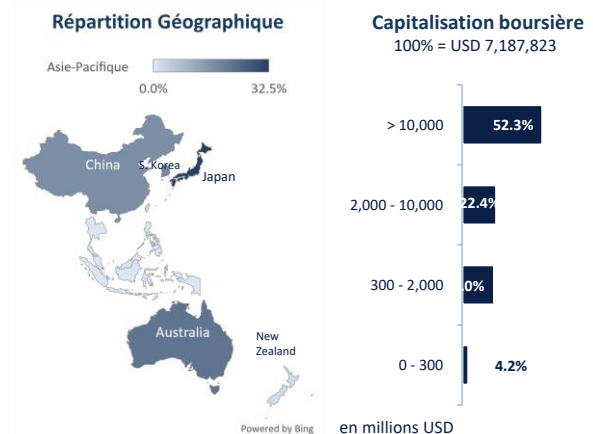 Répartition Géographique
Asie-Pacifique
0.0%
32.5%
China
S. Korea
Japan
Australia
New
Zealand
Powered by Bing
Capitalisation boursière
100% = USD 7,187,823
> 10,000
52.3%
2,000 - 10,000
22.4%
300 - 2,000
.0%
0 - 300
4.2%
en millions USD